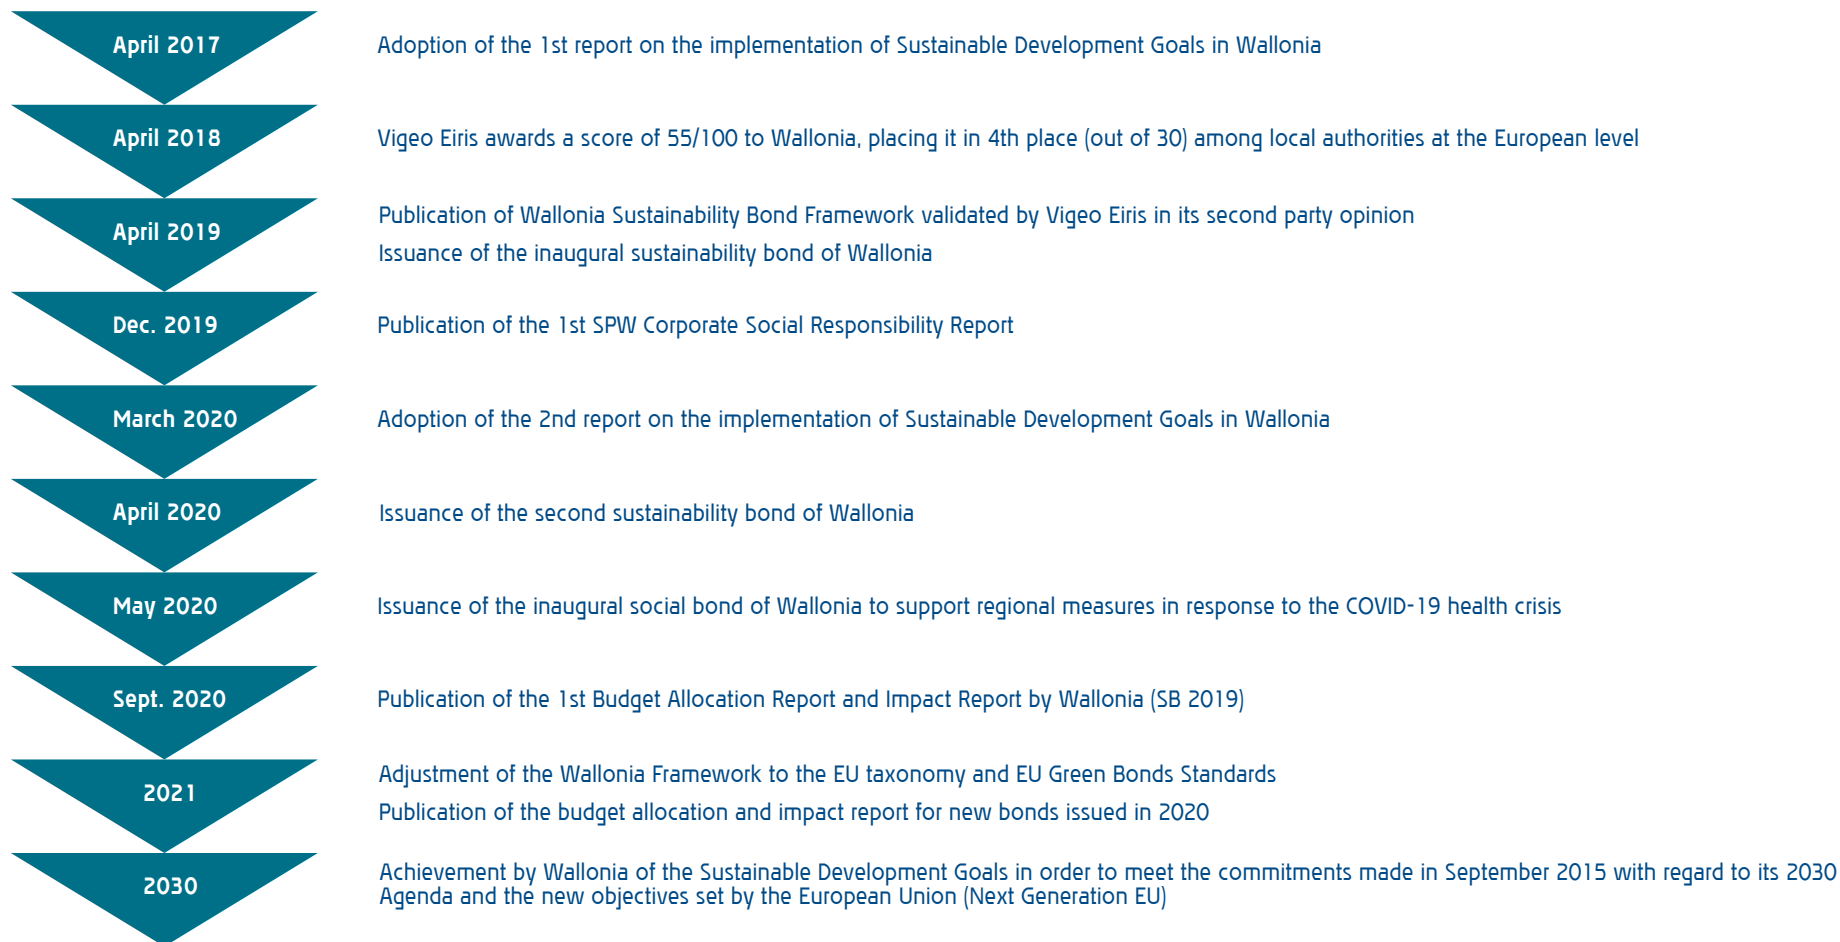 April 2017
Adoption of the 1st report on the implementation of Sustainable Development Goals in Wallonia
April 2018
Vigeo Eiris awards a score of 55/100 to Wallonia, placing it in 4th place (out of 30) among local authorities at the European level
April 2019
Publication of Wallonia Sustainability Bond Framework validated by Vigeo Eiris in its second party opinion
Issuance of the inaugural sustainability bond of Wallonia
Dec. 2019
Publication of the 1st SPW Corporate Social Responsibility Report
March 2020
Adoption of the 2nd report on the implementation of Sustainable Development Goals in Wallonia
April 2020
Issuance of the second sustainability bond of Wallonia
May 2020
Issuance of the inaugural social bond of Wallonia to support regional measures in response to the COVID-19 health crisis
Sept. 2020
Publication of the 1st Budget Allocation Report and Impact Report by Wallonia (SB 2019)
2021
Adjustment of the Wallonia Framework to the EU taxonomy and EU Green Bonds Standards
Publication of the budget allocation and impact report for new bonds issued in 2020
2030
Achievement by Wallonia of the Sustainable Development Goals in order to meet the commitments made in September 2015 with regard to its 2030
Agenda and the new objectives set by the European Union (Next Generation EU)